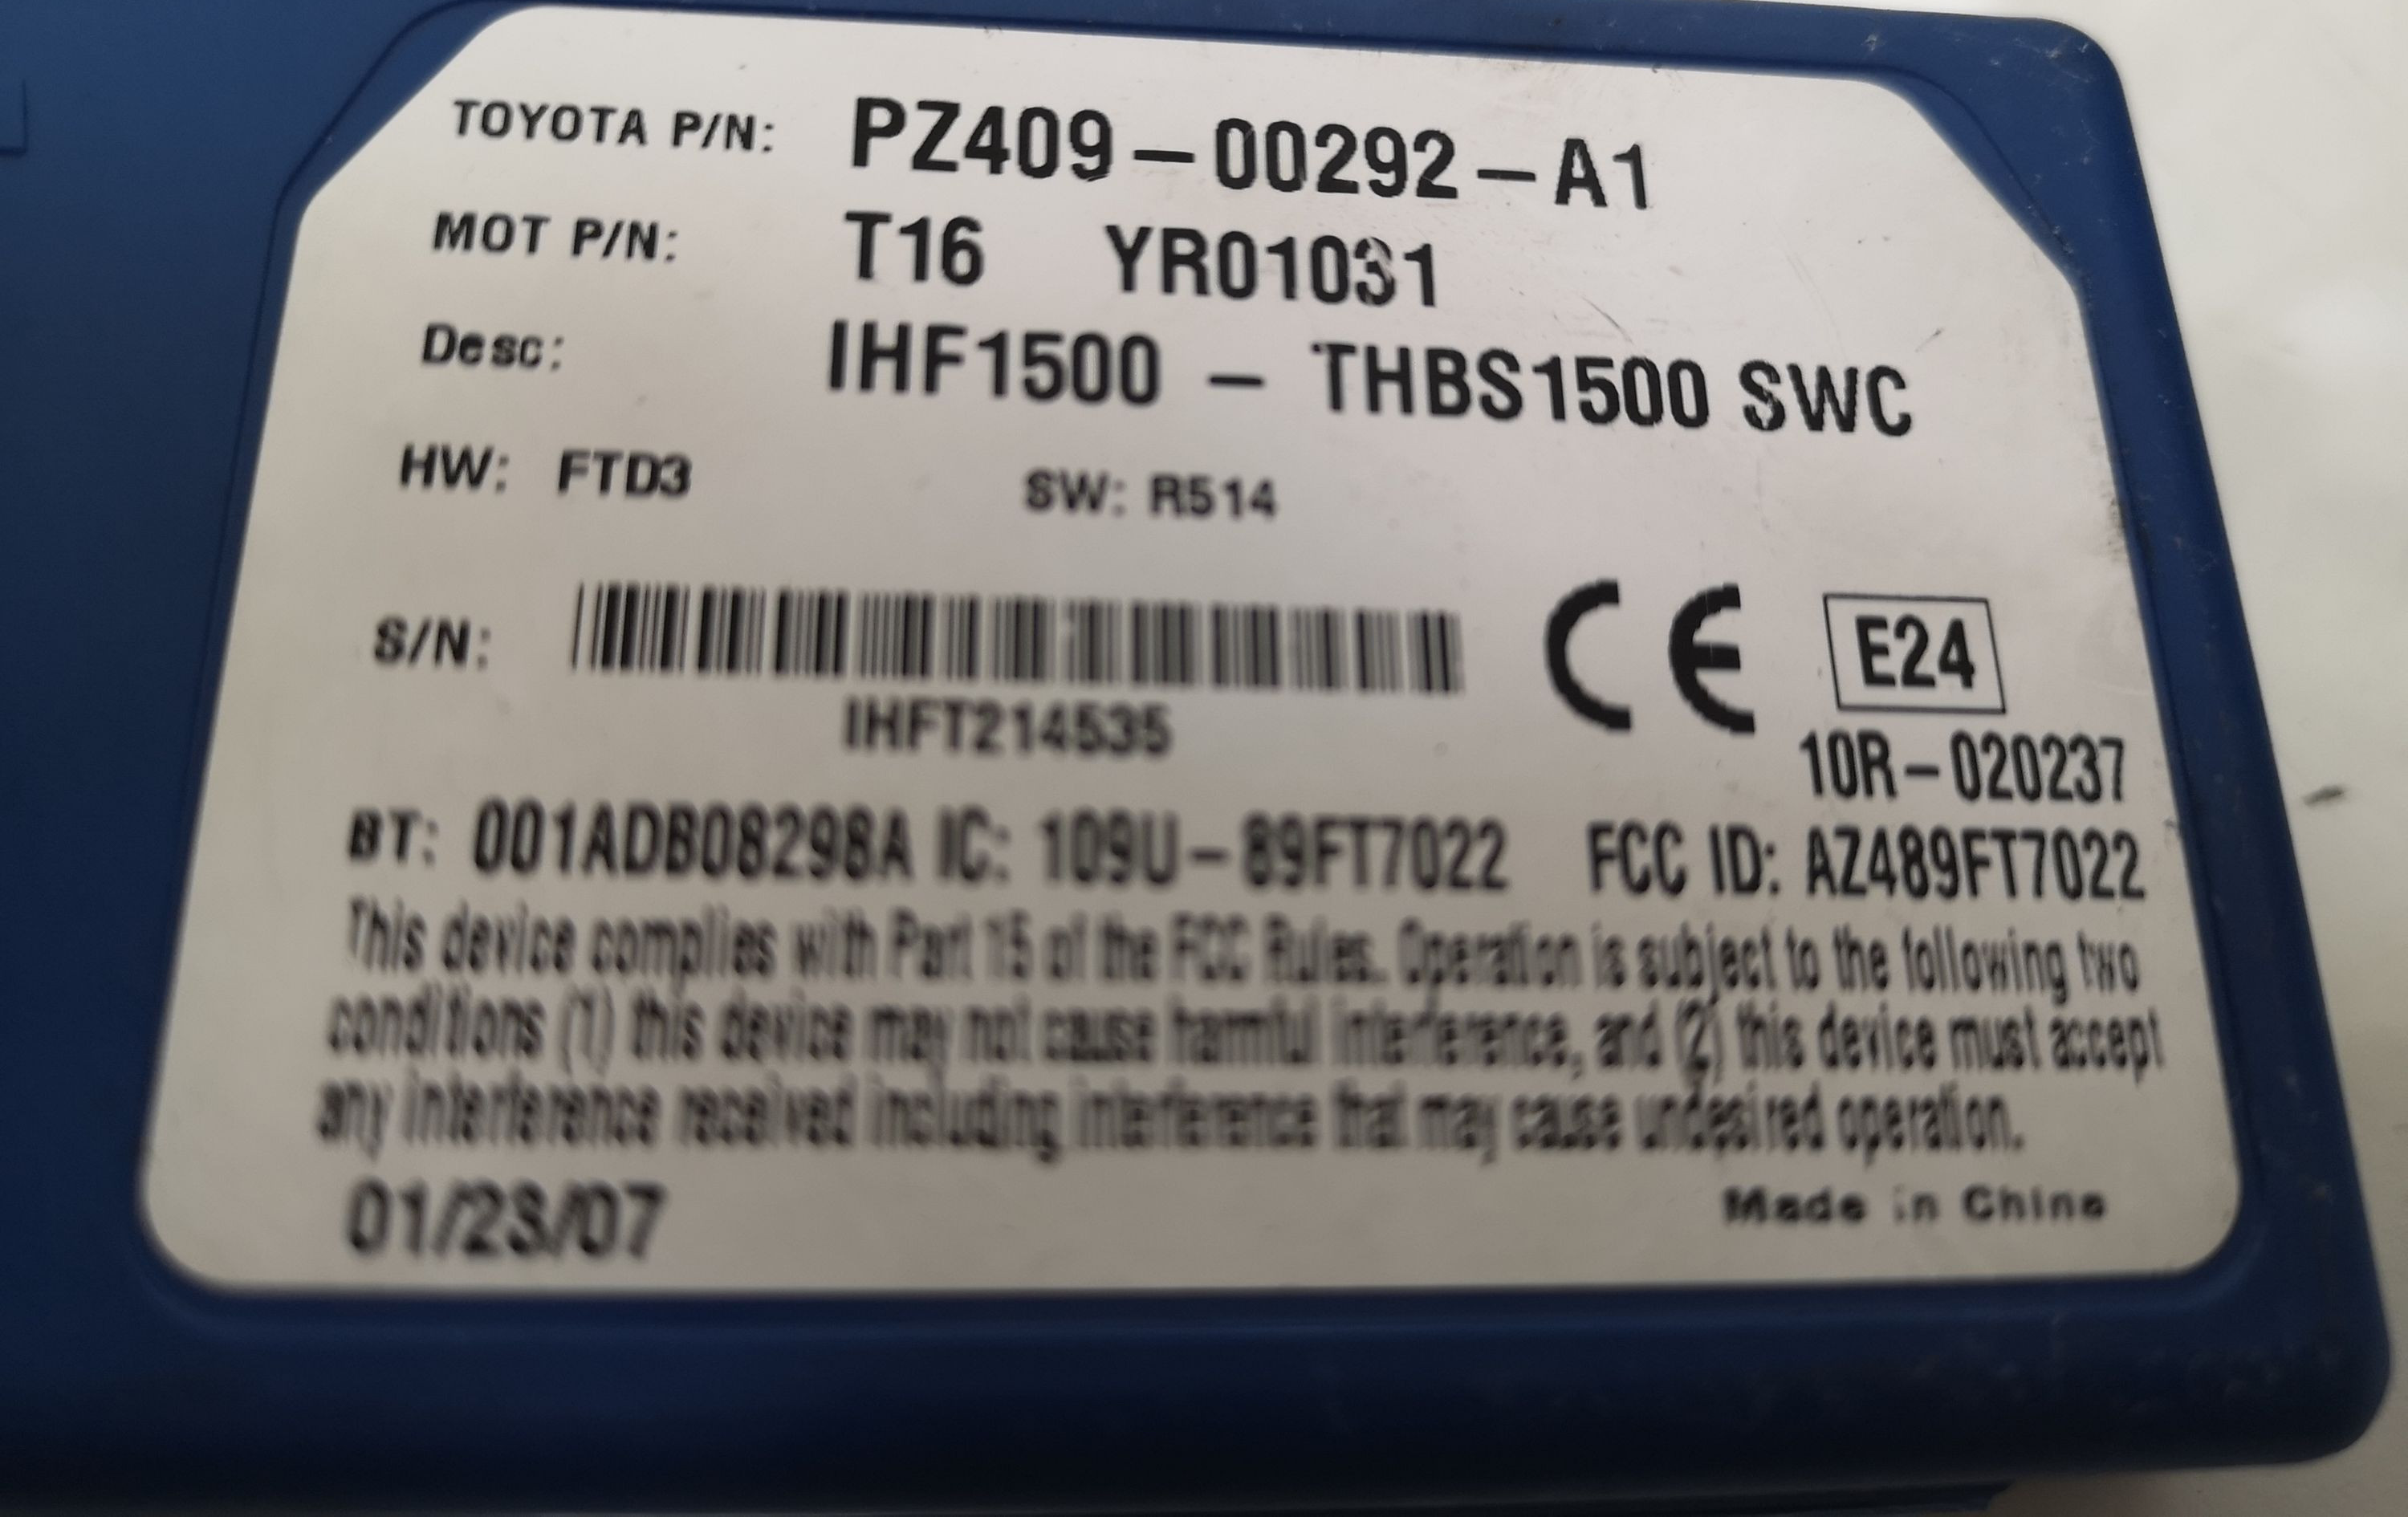 TOYOTA P/N: PZ409-00292-A1
MOT P/N: T16 YR01031
Desc: IHF1500 - THBS1500 SWC
HW: FTD3 SW: R514
S/N:
IHFT214535
CE E24
10R-020237
BT: 001ADB08298A IC: 109U-89FT7022 FCC ID: AZ489FT7022
This device complies with Part 15 of the FCC Rules. Operation is subject to the following two
conditions (1) this device may not cause harmful interference, and (2) this device must accept
any interference received including interference that may cause undesired operation.
01/23/07
Made in China